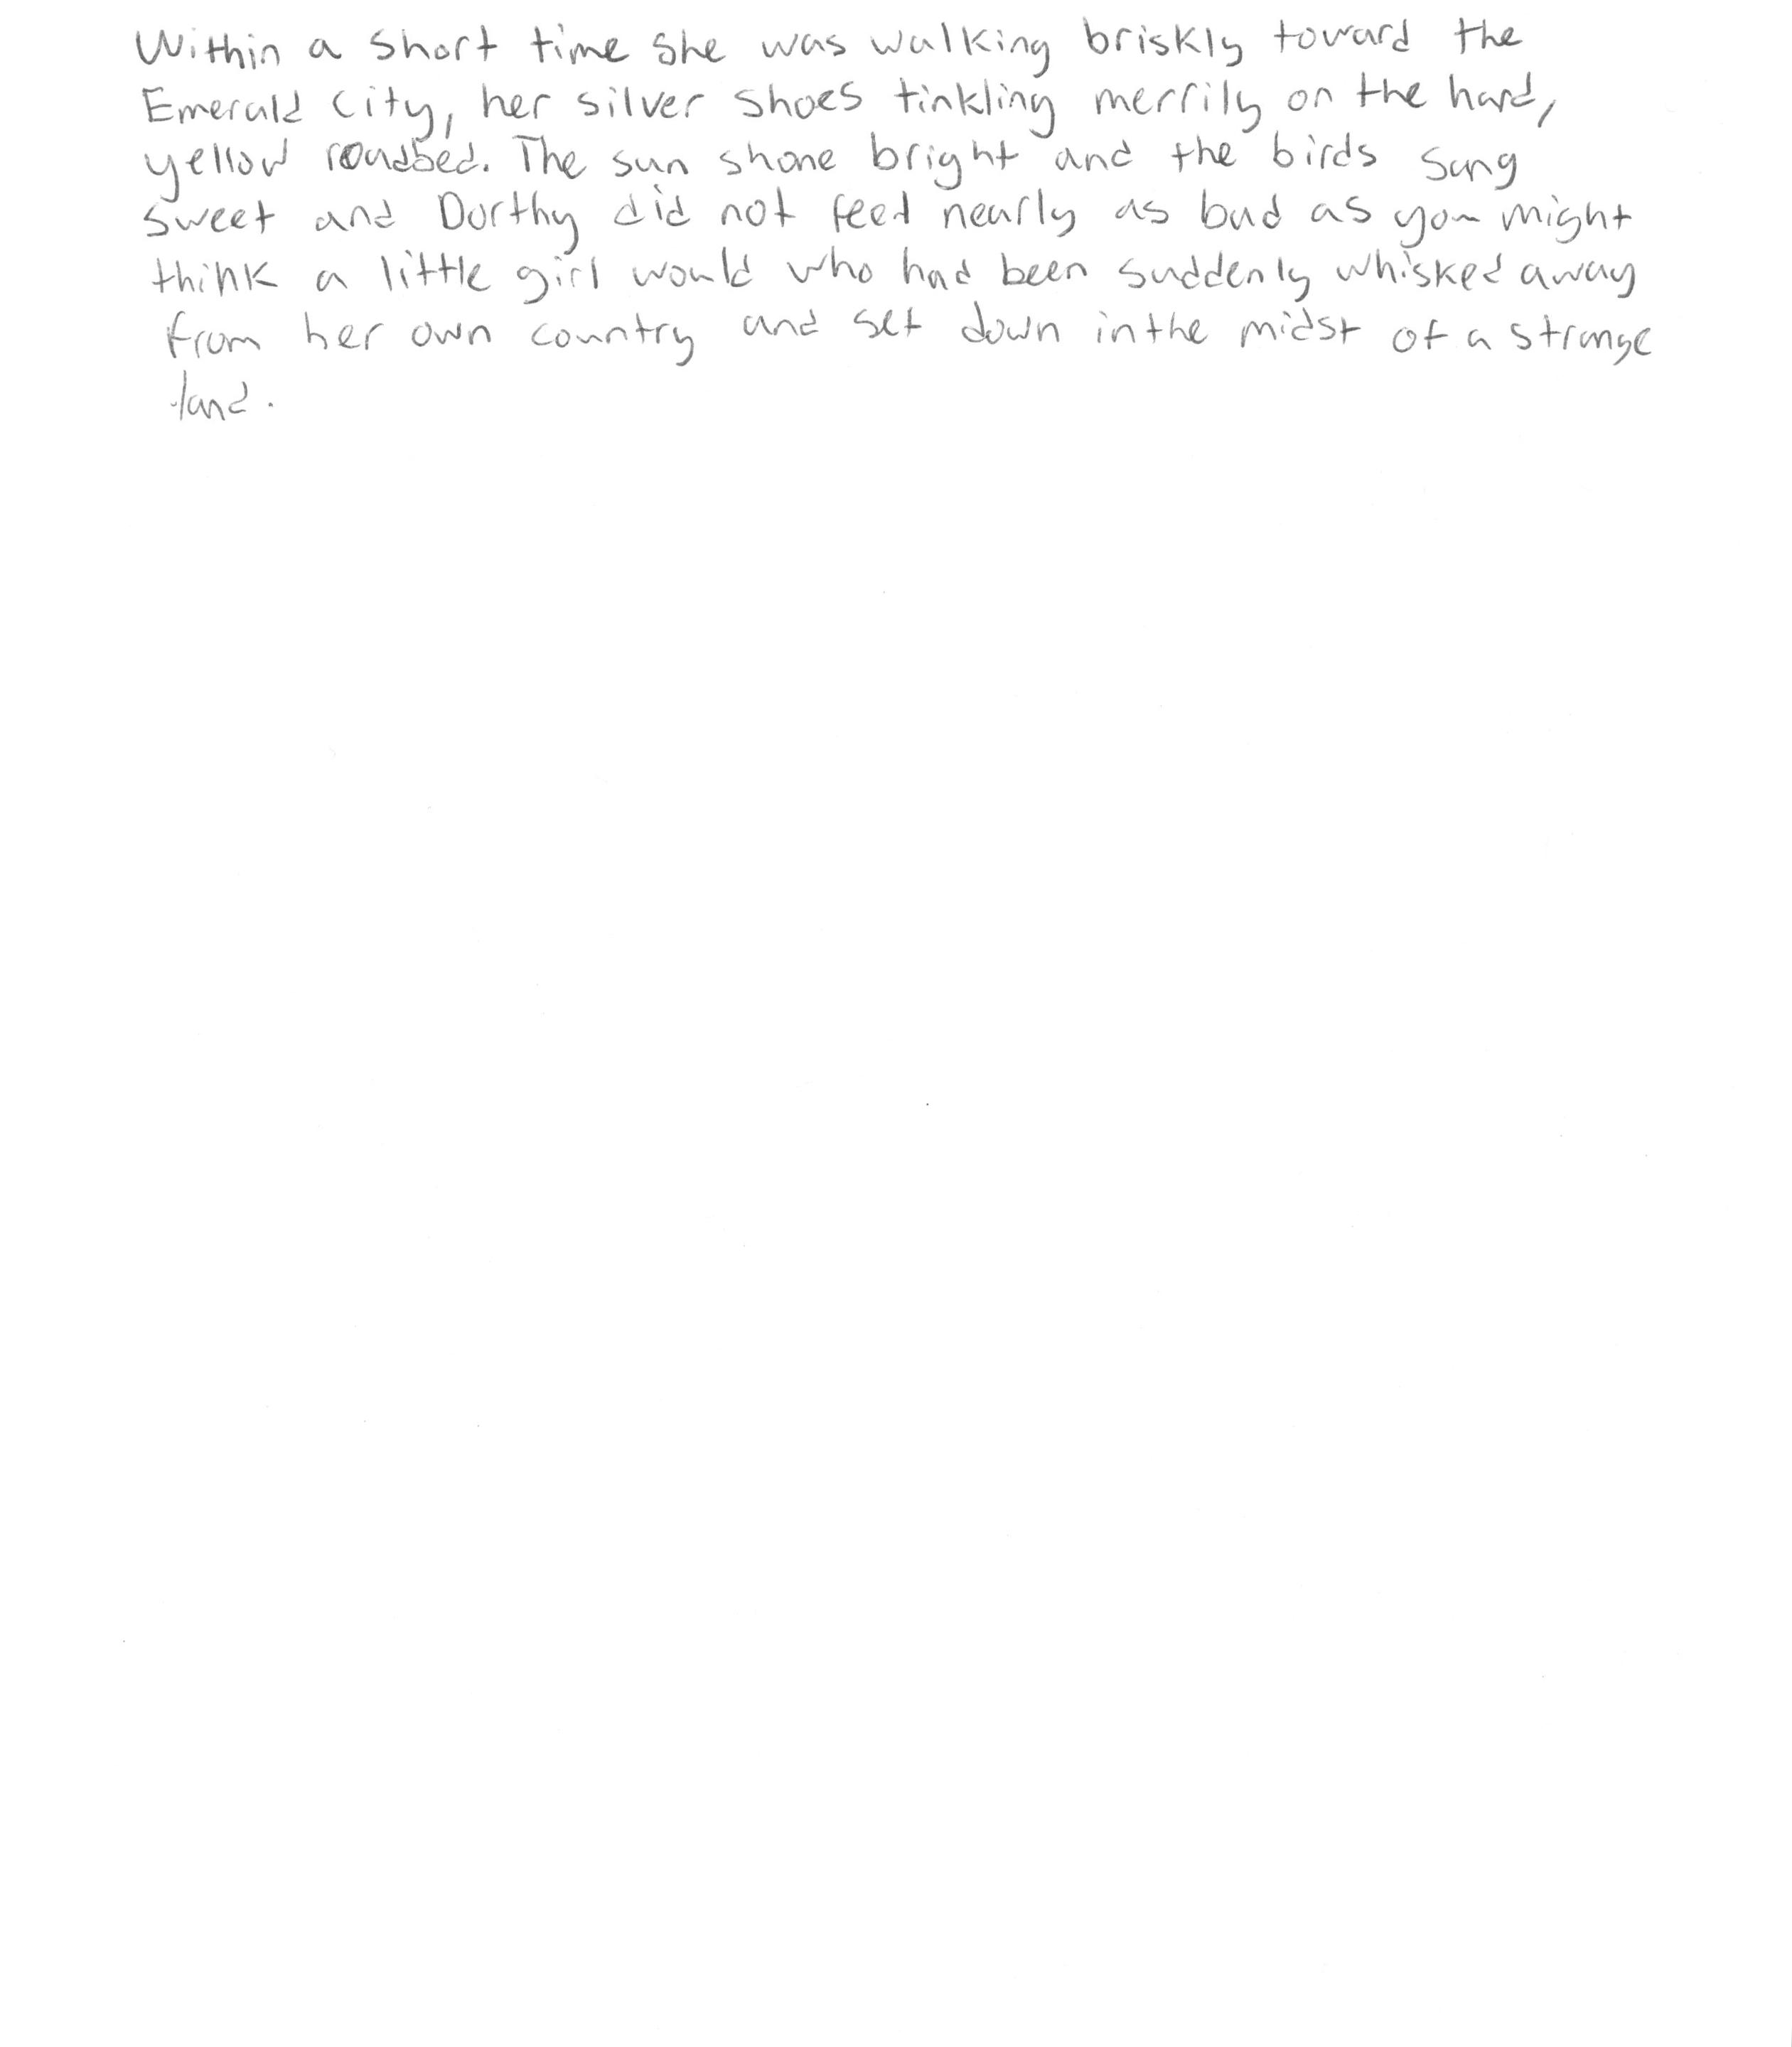 Within a short time she was walking briskly toward the
Emerald City, her silver shoes tinkling merrily on the hard,
yellow roadbed. The sun shone bright and the birds sang
sweet and Dorthy did not feel nearly as bad as you might
think a little girl would who had been suddenly whisked away
from her own country and set down in the midst of a strange
land.